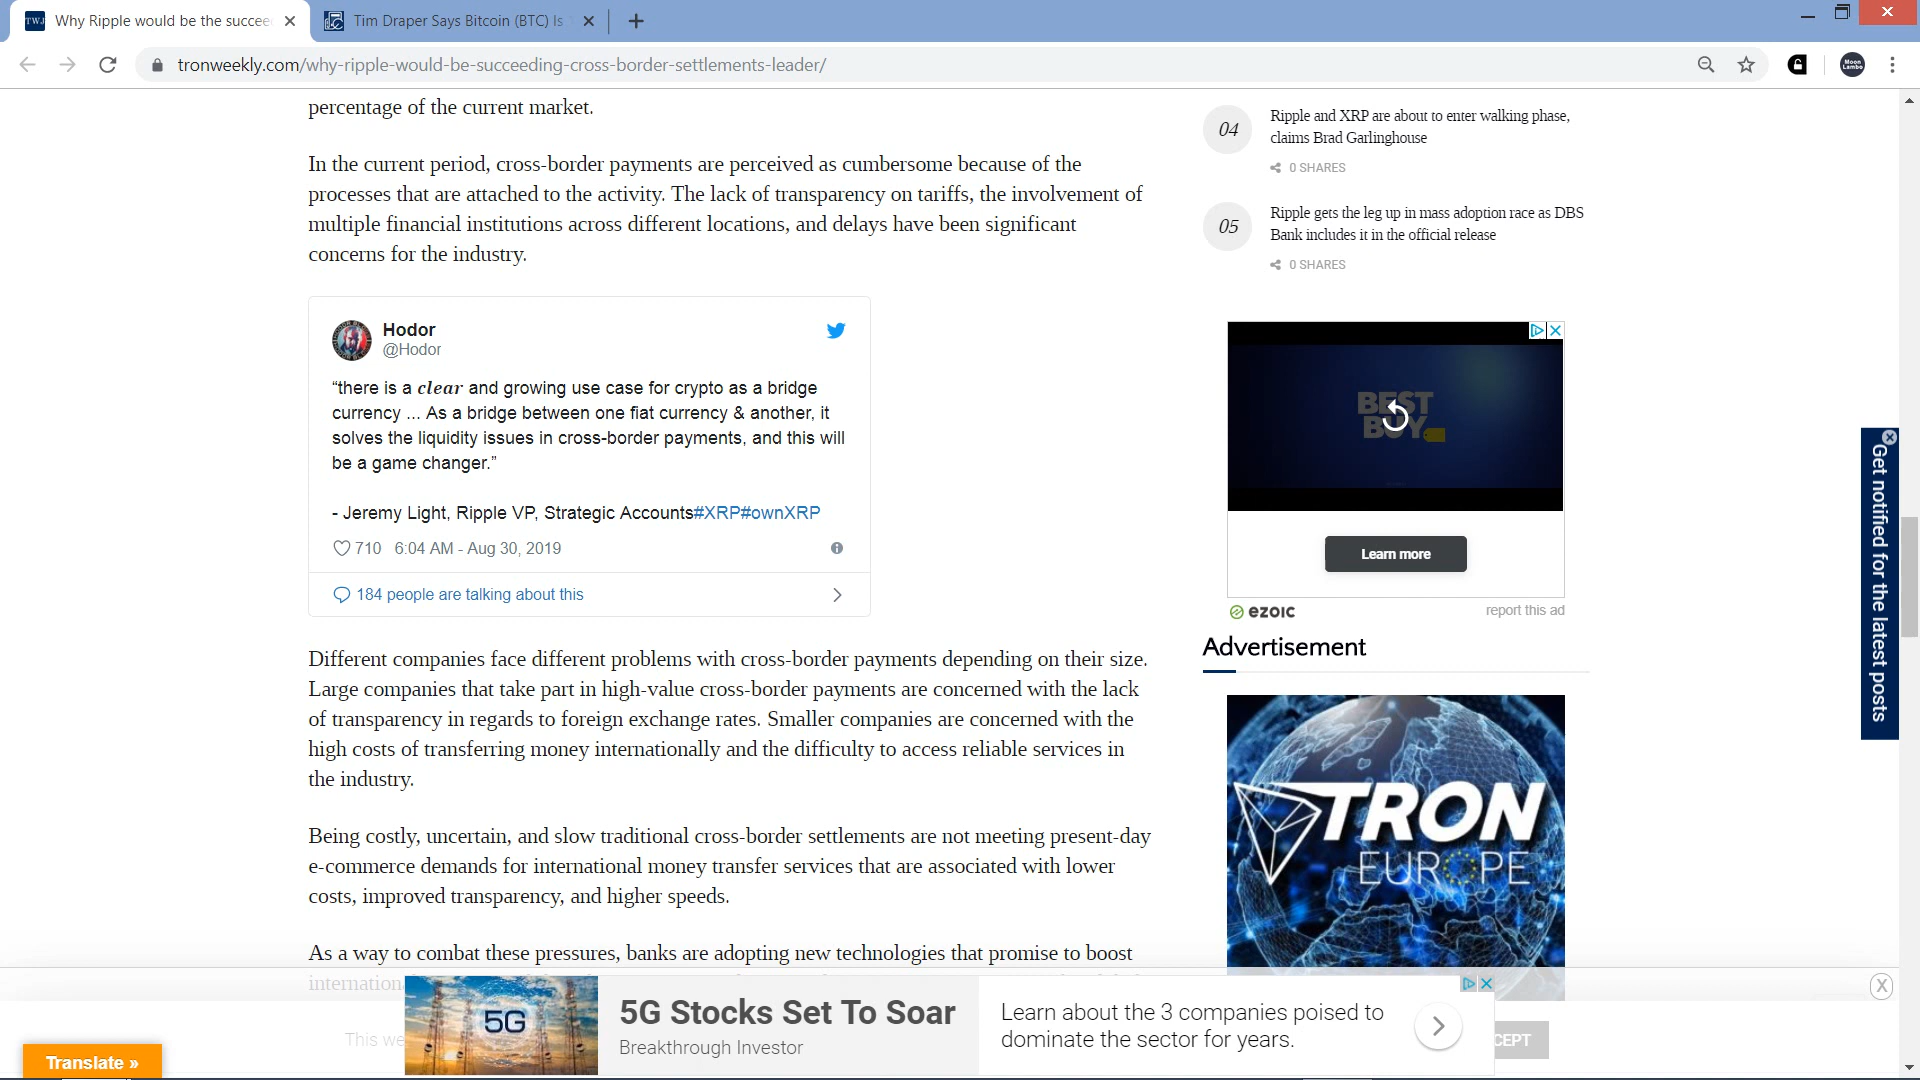 TWJ Why Ripple would be the succee
Tim Draper Says Bitcoin (BTC) Is
tronweekly.com/why-ripple-would-be-succeeding-cross-border-settlements-leader/
Moon Lambo
percentage of the current market.
In the current period, cross-border payments are perceived as cumbersome because of the
processes that are attached to the activity. The lack of transparency on tariffs, the involvement of
multiple financial institutions across different locations, and delays have been significant
concerns for the industry.
Hodor
@Hodor
“there is a clear and growing use case for crypto as a bridge
currency ... As a bridge between one fiat currency & another, it
solves the liquidity issues in cross-border payments, and this will
be a game changer.”
- Jeremy Light, Ripple VP, Strategic Accounts#XRP#ownXRP
710 6:04 AM - Aug 30, 2019
184 people are talking about this
Different companies face different problems with cross-border payments depending on their size.
Large companies that take part in high-value cross-border payments are concerned with the lack
of transparency in regards to foreign exchange rates. Smaller companies are concerned with the
high costs of transferring money internationally and the difficulty to access reliable services in
the industry.
Being costly, uncertain, and slow traditional cross-border settlements are not meeting present-day
e-commerce demands for international money transfer services that are associated with lower
costs, improved transparency, and higher speeds.
As a way to combat these pressures, banks are adopting new technologies that promise to boost
internation
04
Ripple and XRP are about to enter walking phase,
claims Brad Garlinghouse
0 SHARES
05
Ripple gets the leg up in mass adoption race as DBS
Bank includes it in the official release
0 SHARES
BEST
BUY
Learn more
ezoic
report this ad
Advertisement
TRON
EUROPE
Get notified for the latest posts
This we
5G
5G Stocks Set To Soar
Breakthrough Investor
Learn about the 3 companies poised to
dominate the sector for years.
CEPT
Translate »